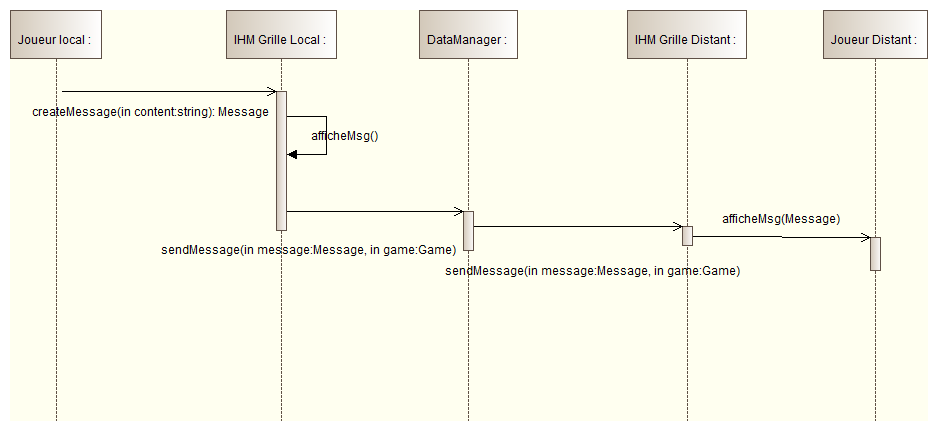 Joueur local :
IHM Grille Local :
DataManager :
IHM Grille Distant :
Joueur Distant :
createMessage(in content:string): Message
afficheMsg()
sendMessage(in message:Message, in game:Game)
sendMessage(in message:Message, in game:Game)
afficheMsg(Message)